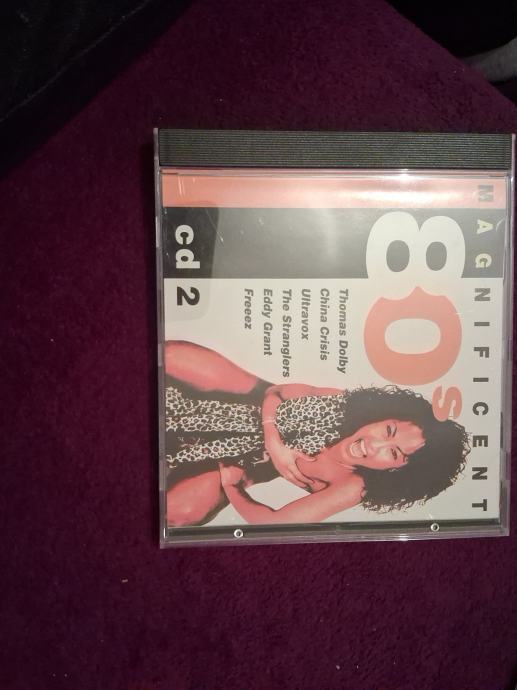 MAGNIFICENT
80s
Thomas Dolby
China Crisis
Ultravox
The Stranglers
Eddy Grant
Freeez
cd 2